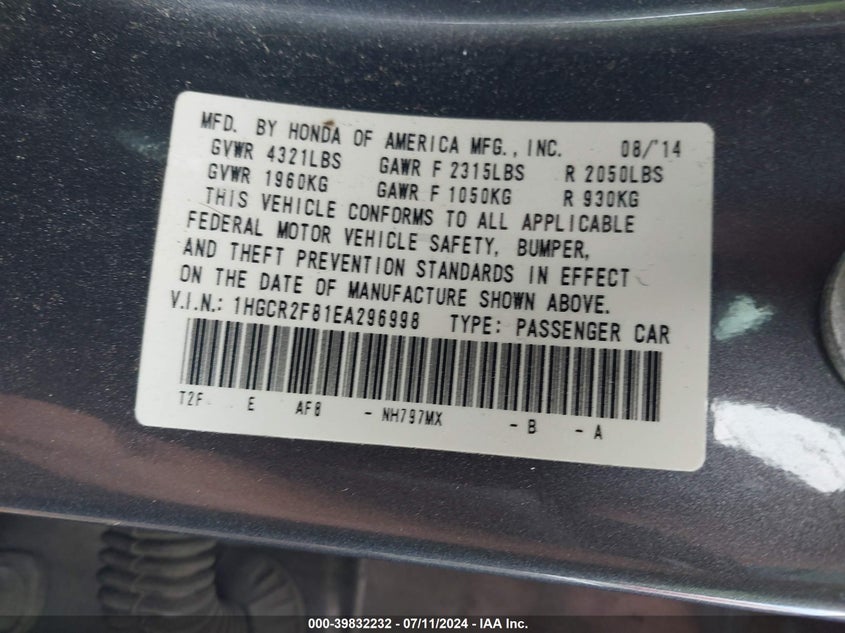 MFD. BY HONDA OF AMERICA MFG., INC. 08/'14
GVWR 4321LBS GAWR F 2315LBS R 2050LBS
GVWR 1960KG GAWR F 1050KG R 930KG
THIS VEHICLE CONFORMS TO ALL APPLICABLE
FEDERAL MOTOR VEHICLE SAFETY, BUMPER,
AND THEFT PREVENTION STANDARDS IN EFFECT
ON THE DATE OF MANUFACTURE SHOWN ABOVE.
V.I.N.: 1HGCR2F81EA296998 TYPE: PASSENGER CAR
T2F E AF8 - NH797MX - B - A
000-39832232 - 07/11/2024 - IAA Inc.